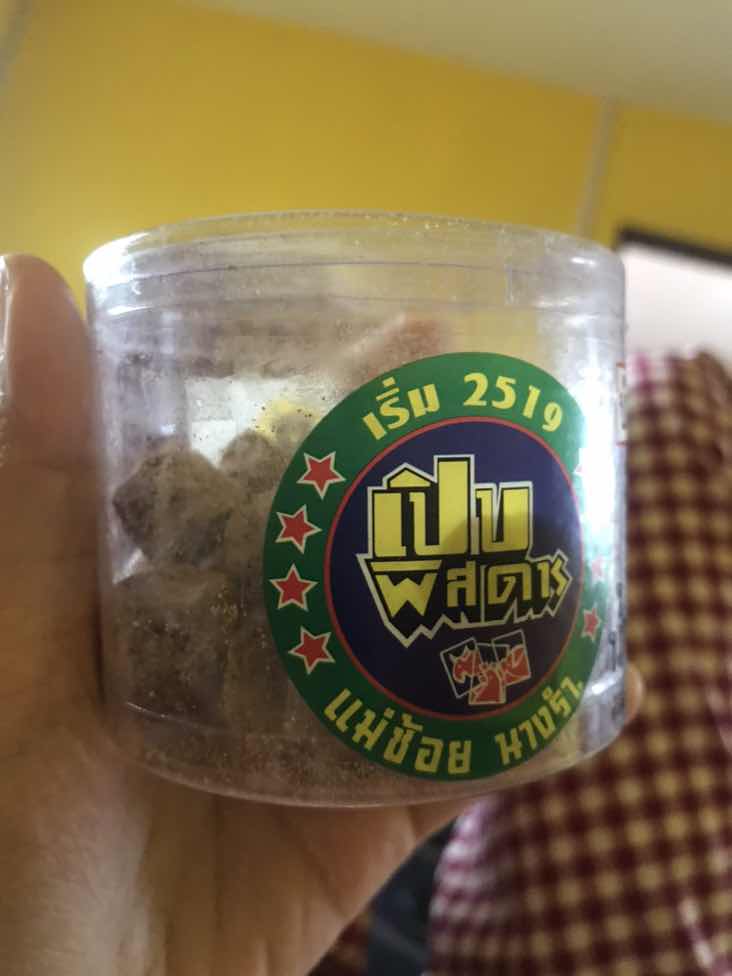 เริ่ม 2519
เปิบ
พิสดาร
แม่ช้อย นางรำ